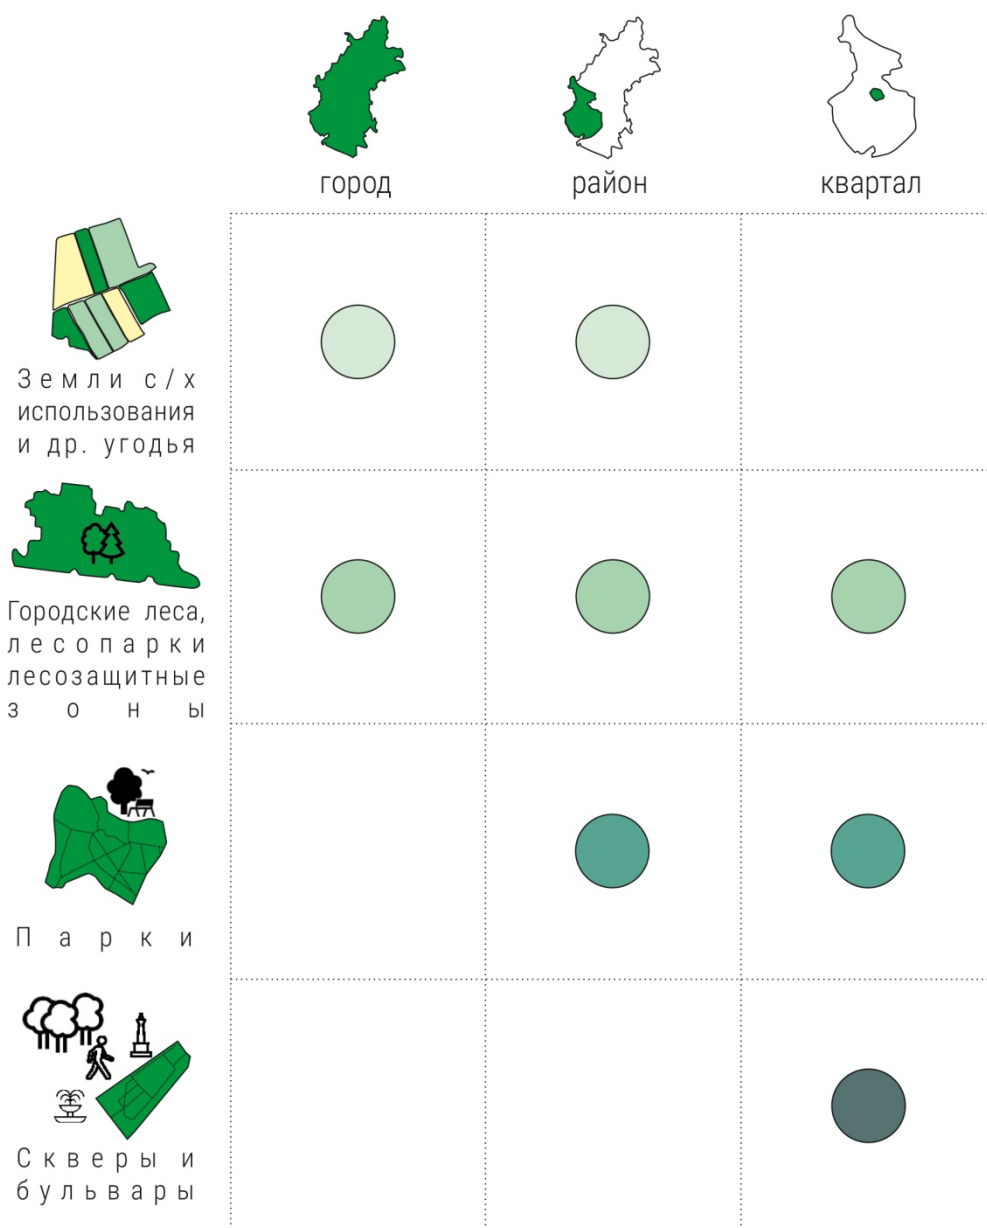 город
район
квартал
Земли с/х
использования
и др. угодья
Городские леса,
лесопарки
лесозащитные
зоны
Парки
Скверы и
бульвары